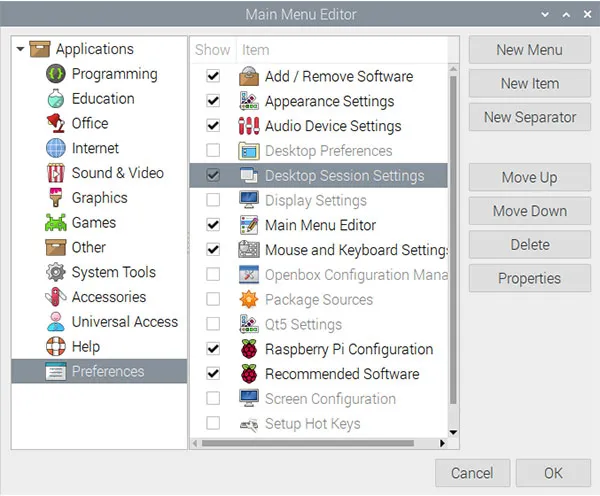 Main Menu Editor
Applications
Programming
Education
Office
Internet
Sound & Video
Graphics
Games
Other
System Tools
Accessories
Universal Access
Help
Preferences
Show Item
Add / Remove Software
Appearance Settings
Audio Device Settings
Desktop Preferences
Desktop Session Settings
Display Settings
Main Menu Editor
Mouse and Keyboard Settings
Openbox Configuration Mana
Package Sources
Qt5 Settings
Raspberry Pi Configuration
Recommended Software
Screen Configuration
Setup Hot Keys
New Menu
New Item
New Separator
Move Up
Move Down
Delete
Properties
Cancel
OK